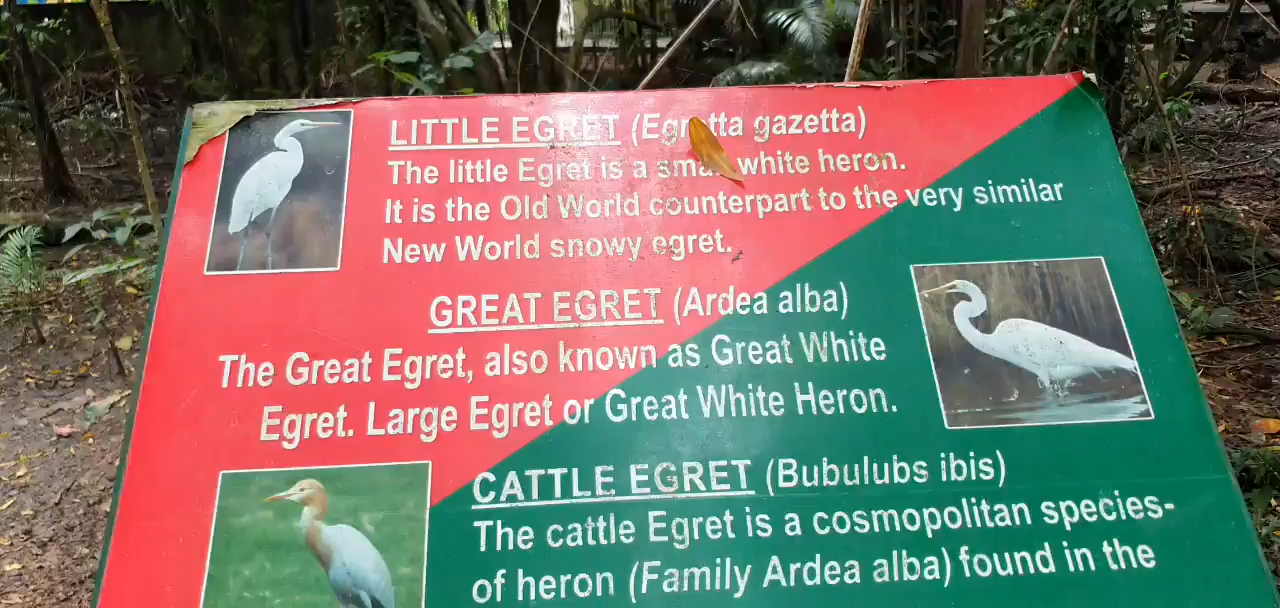 LITTLE EGRET (Egretta gazetta)
The little Egret is a small white heron.
It is the Old World counterpart to the very similar
New World snowy egret.
GREAT EGRET (Ardea alba)
The Great Egret, also known as Great White
Egret. Large Egret or Great White Heron.
CATTLE EGRET (Bubulubs ibis)
The cattle Egret is a cosmopolitan species-
of heron (Family Ardea alba) found in the